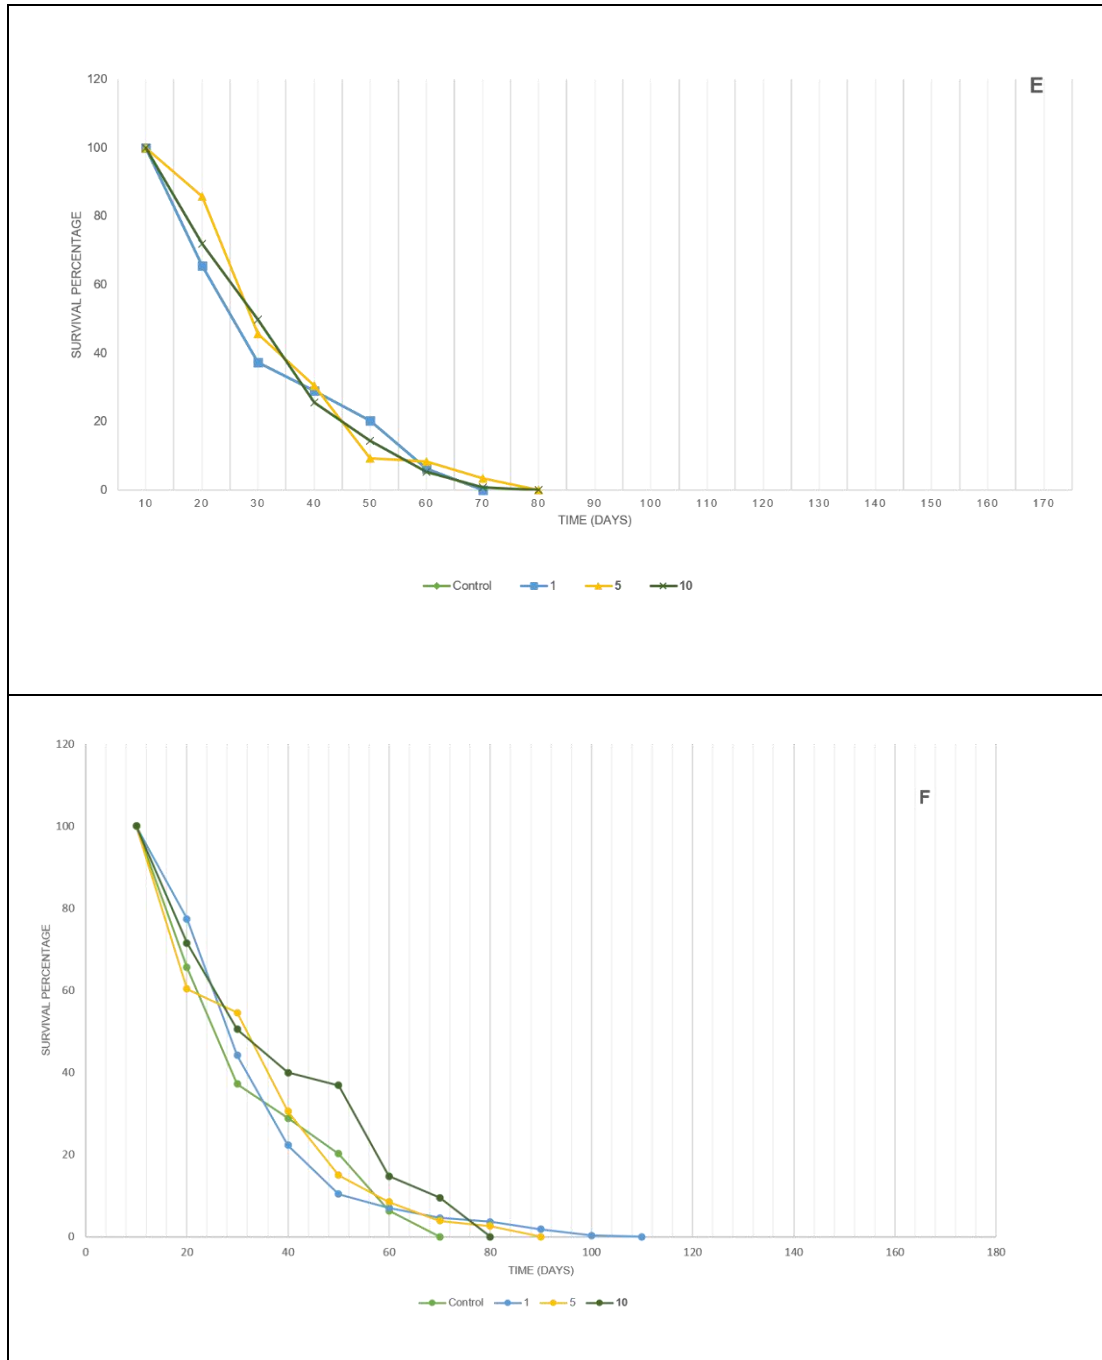 E
120
100
80
60
40
20
0
SURVIVAL PERCENTAGE
10 20 30 40 50 60 70 80 90 100 110 120 130 140 150 160 170
TIME (DAYS)
Control 1 5 10
F
120
100
80
60
40
20
0
SURVIVAL PERCENTAGE
0 20 40 60 80 100 120 140 160 180
TIME (DAYS)
Control 1 5 10